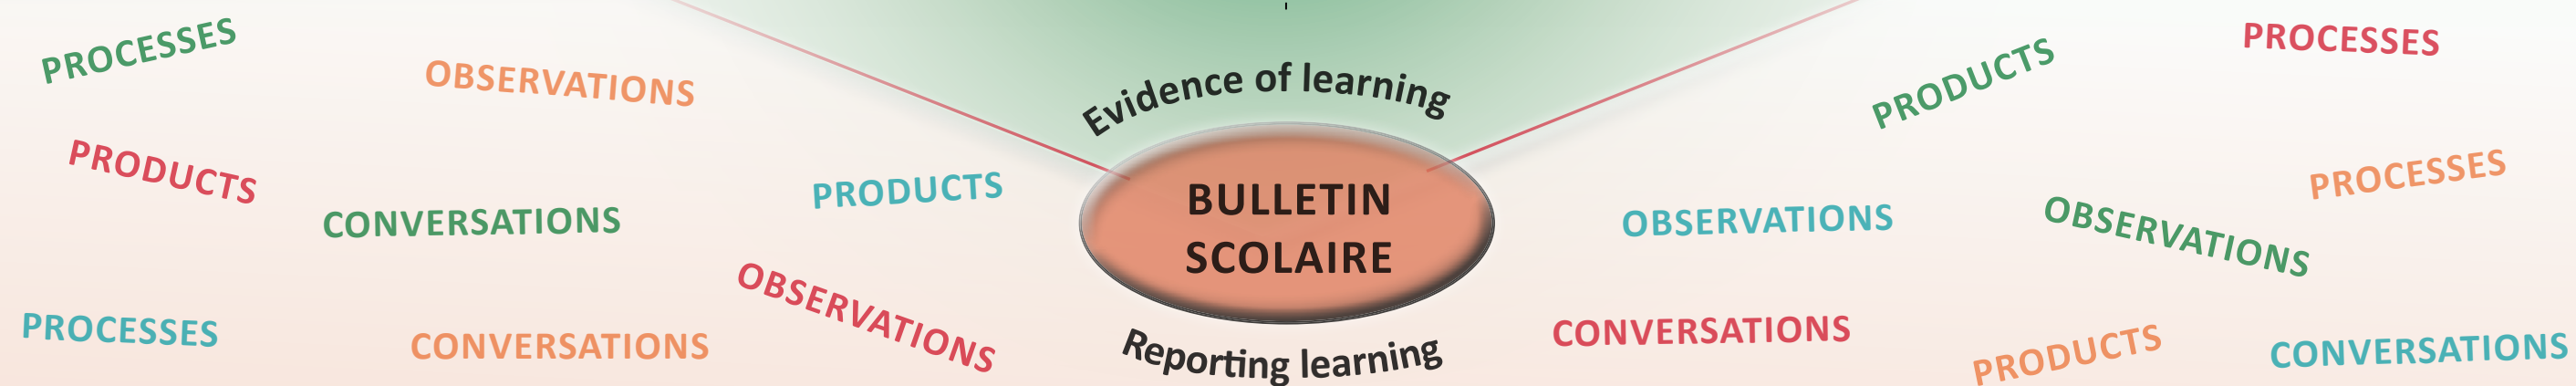 PROCESSES
OBSERVATIONS
PRODUCTS
CONVERSATIONS
PRODUCTS
OBSERVATIONS
PROCESSES
CONVERSATIONS
Evidence of learning
BULLETIN
SCOLAIRE
Reporting learning
PRODUCTS
PROCESSES
PROCESSES
OBSERVATIONS
OBSERVATIONS
CONVERSATIONS
PRODUCTS
CONVERSATIONS